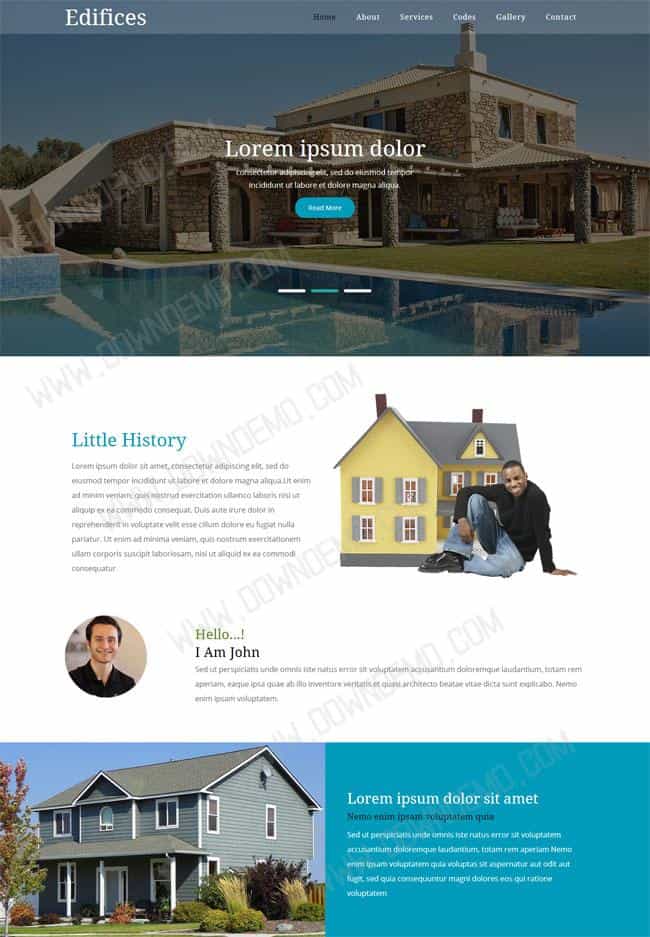 Edifices
Home About Services Codes Gallery Contact
Lorem ipsum dolor
consectetur adipiscing elit, sed do eiusmod tempor
incididunt ut labore et dolore magna aliqua.
Read More
Little History
Lorem ipsum dolor sit amet, consectetur adipiscing elit, sed do
eiusmod tempor incididunt ut labore et dolore magna aliqua.Ut enim
ad minim veniam, quis nostrud exercitation ullamco laboris nisi ut
aliquip ex ea commodo consequat. Duis aute irure dolor in
reprehenderit in voluptate velit esse cillum dolore eu fugiat nulla
pariatur. Ut enim ad minima veniam, quis nostrum exercitationem
ullam corporis suscipit laboriosam, nisi ut aliquid ex ea commodi
consequatur
Hello...!
I Am John
Sed ut perspiciatis unde omnis iste natus error sit voluptatem accusantium doloremque laudantium, totam rem
aperiam, eaque ipsa quae ab illo inventore veritatis et quasi architecto beatae vitae dicta sunt explicabo. Nemo
enim ipsam voluptatem.
Lorem ipsum dolor sit amet
Nemo enim ipsam voluptatem quia
Sed ut perspiciatis unde omnis iste natus error sit voluptatem
accusantium doloremque laudantium, totam rem aperiam Nemo
enim ipsam voluptatem quia voluptas sit aspernatur aut odit aut
fugit, sed quia consequuntur magni dolores eos qui ratione
voluptatem
WWW.DOWNDEMO.COM
WWW.DOWNDEMO.COM
WWW.DOWNDEMO.COM